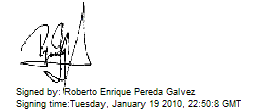 Signed by: Roberto Enrique Pereda Galvez
Signing time:Tuesday, January 19 2010, 22:50:8 GMT